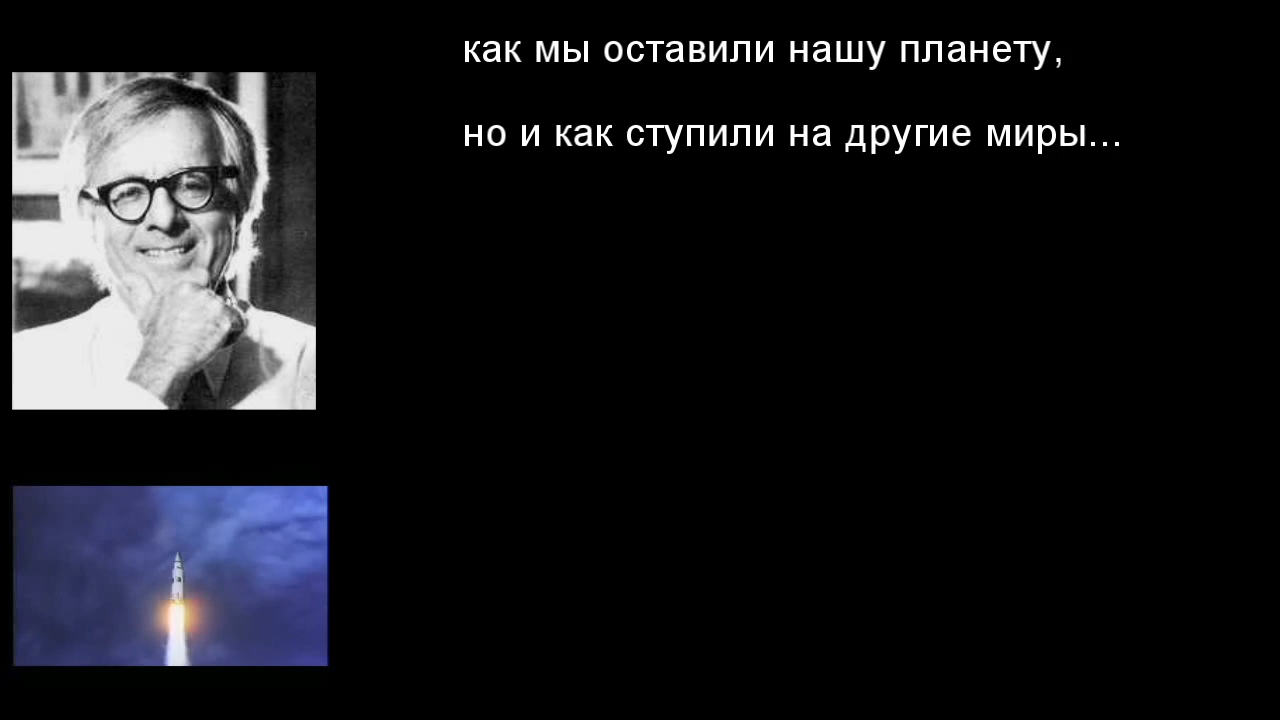 как мы оставили нашу планету,
но и как ступили на другие миры...